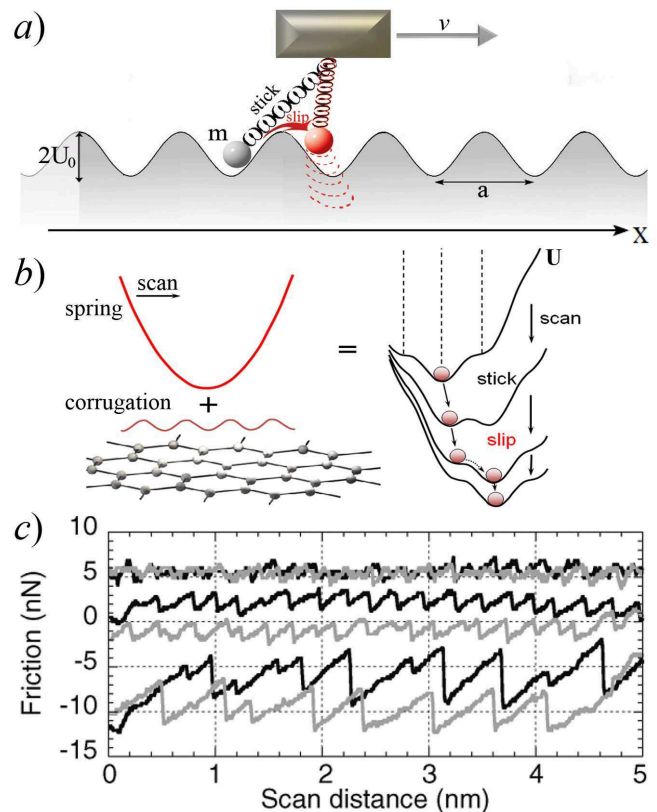 a)
v
stick
slip
m
2U0
a
X
b)
U
scan
spring
scan
=
stick
corrugation
+
slip
c)
10
5
0
-5
-10
-15
Friction (nN)
0 1 2 3 4 5
Scan distance (nm)